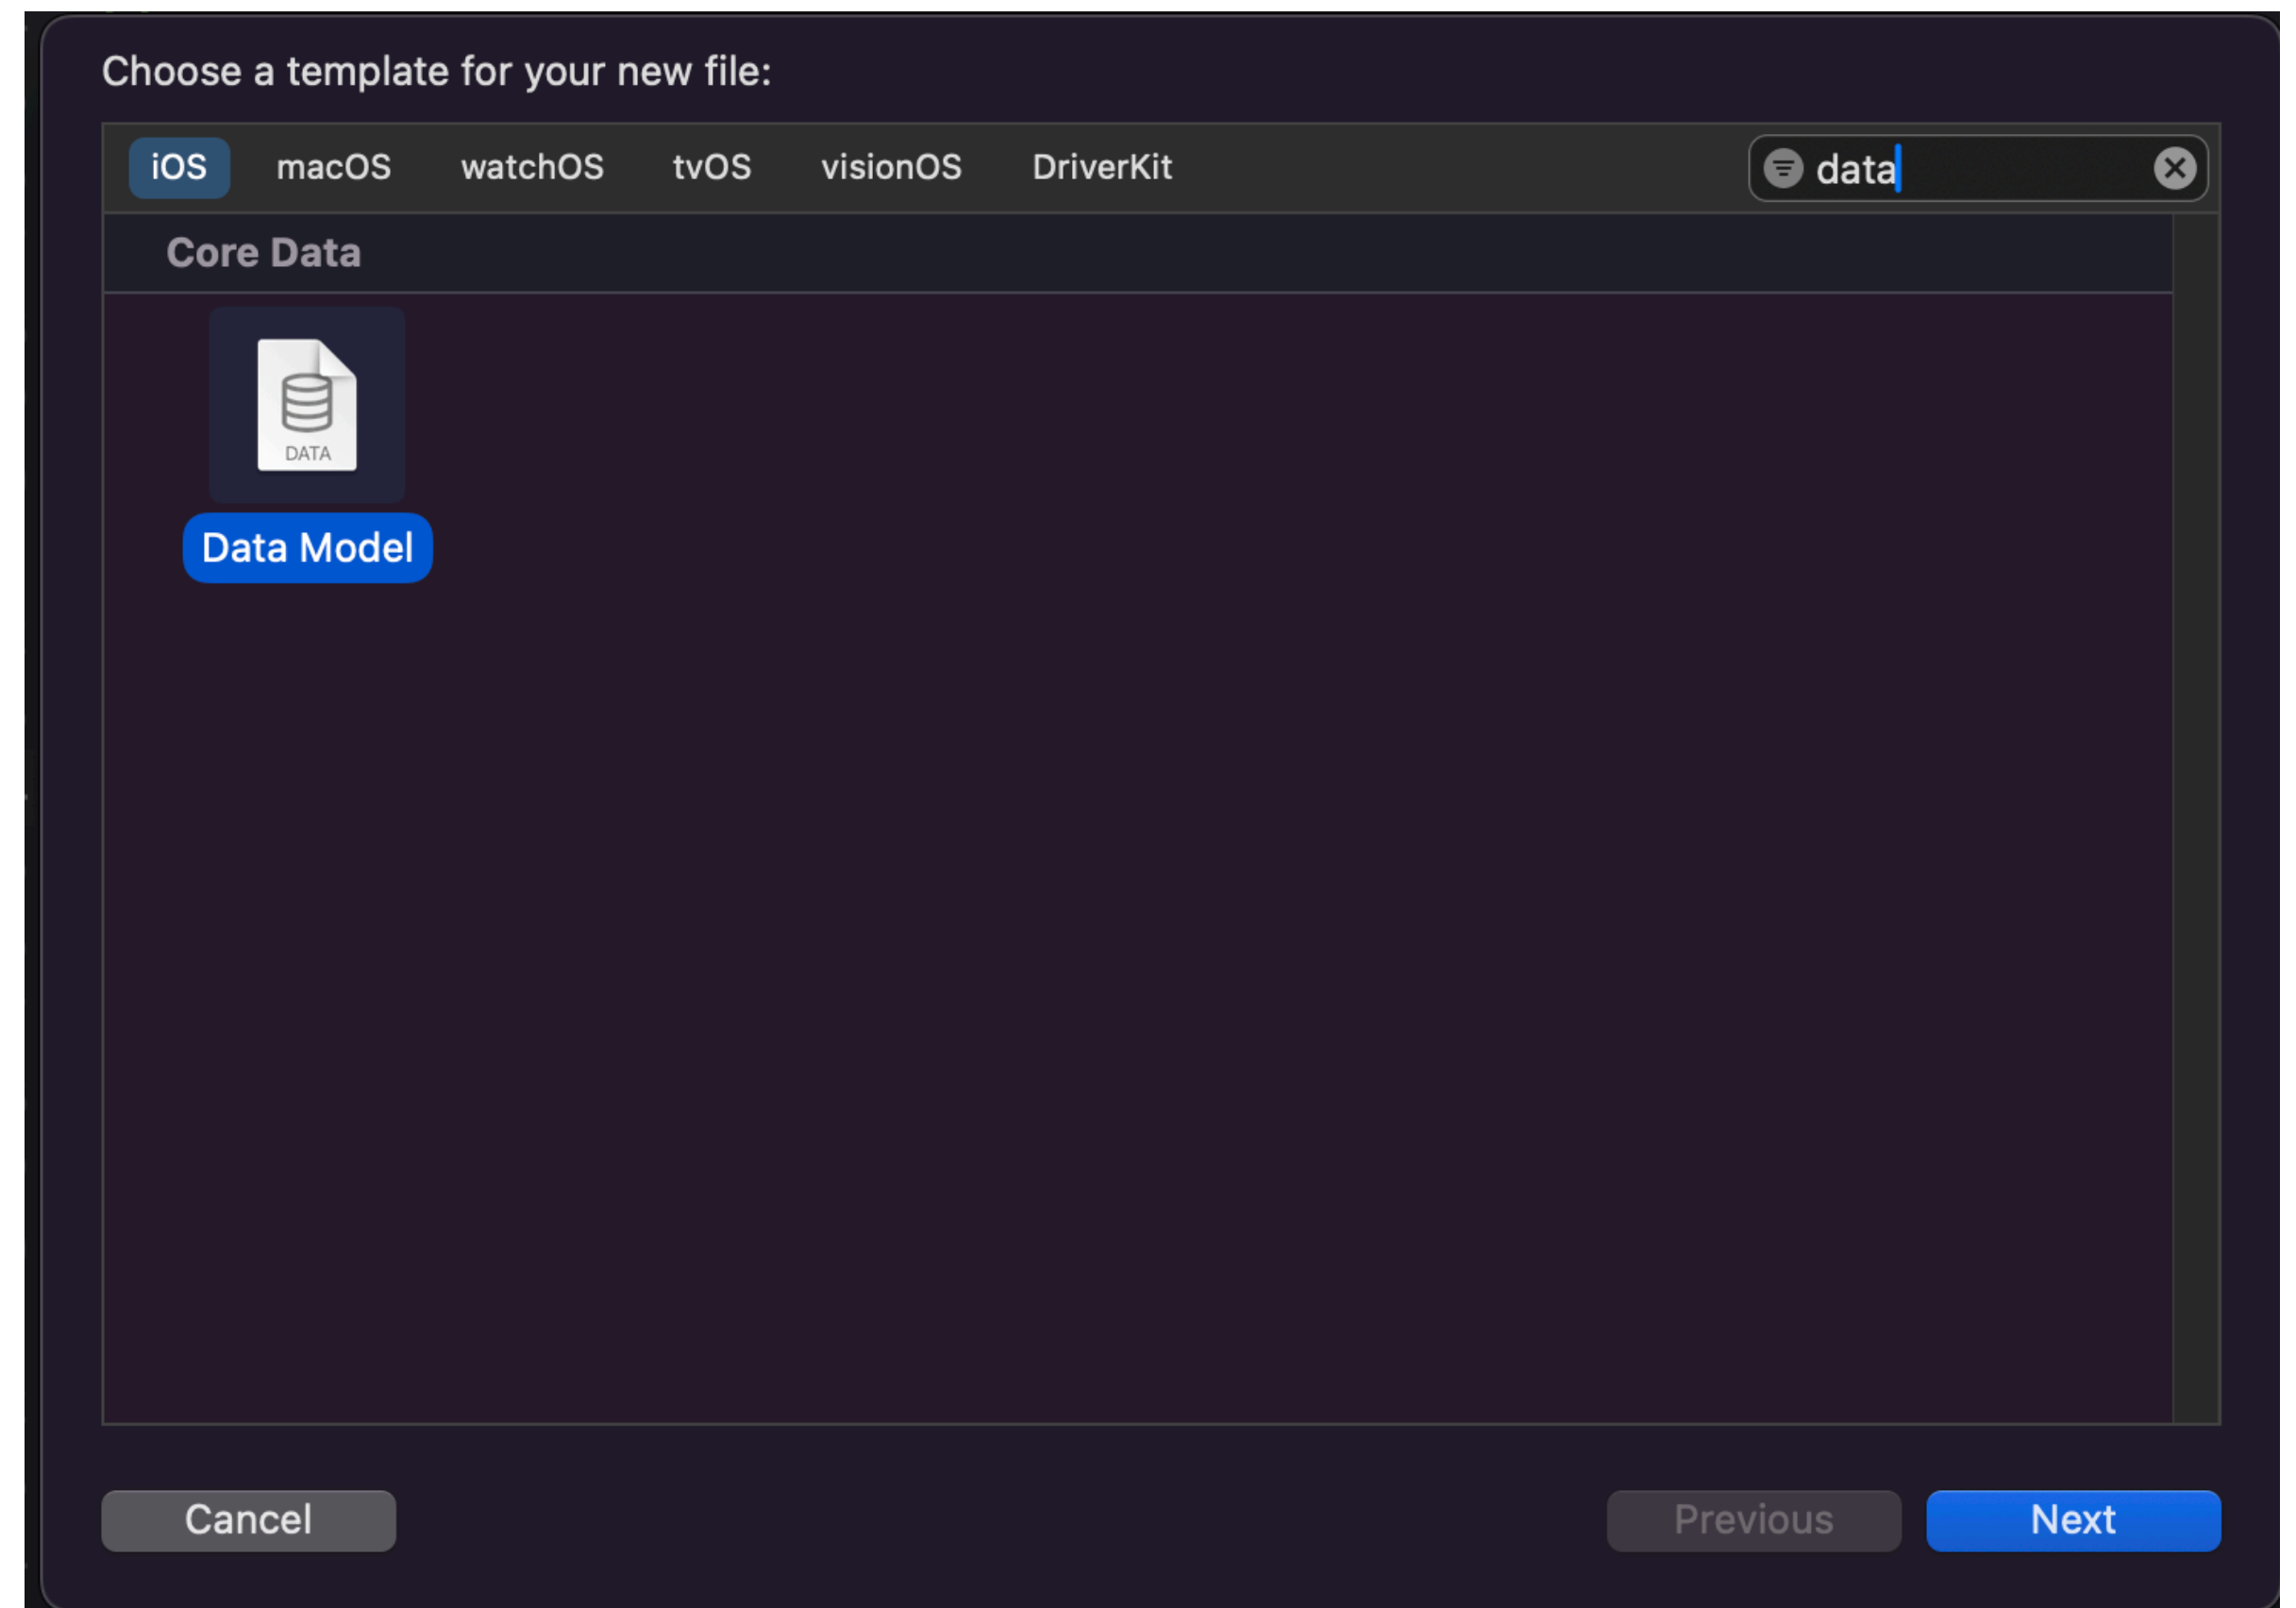 Choose a template for your new file:
iOS macOS watchOS tvOS visionOS DriverKit data
Core Data
DATA
Data Model
Cancel Previous Next